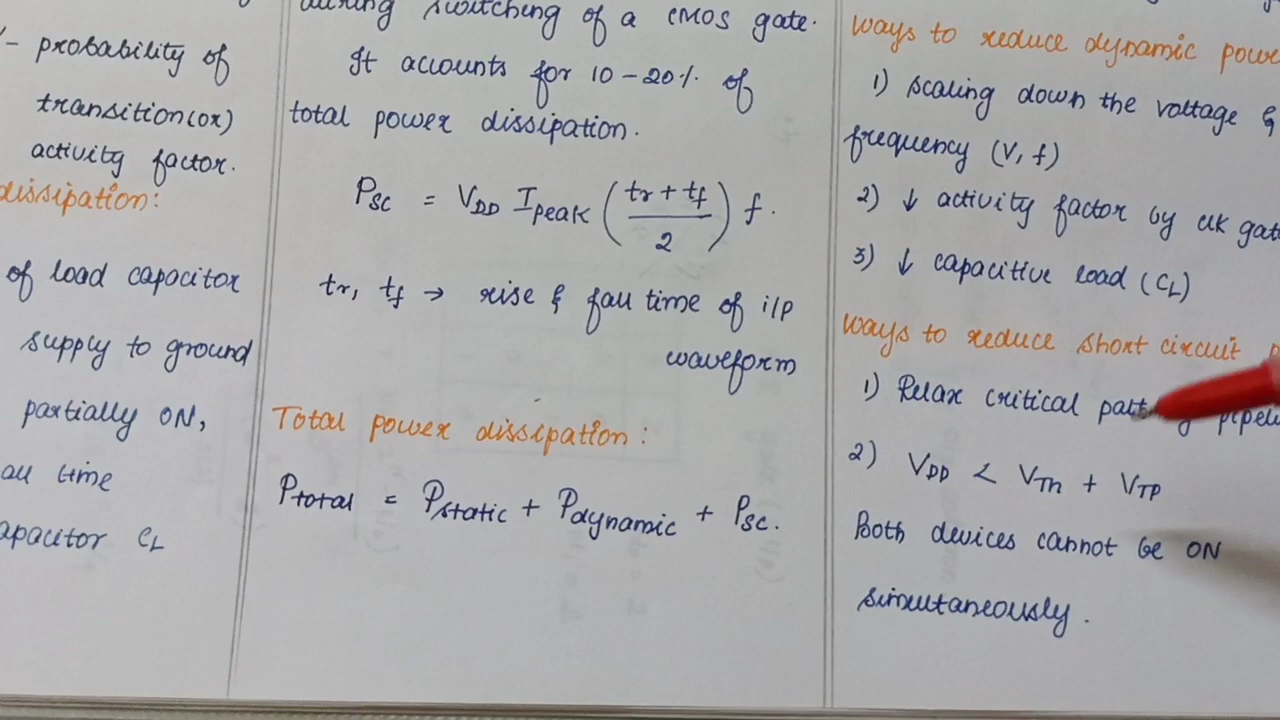 - probability of
transition(or)
activity factor.
dissipation:
of load capacitor
supply to ground
partially ON,
time
apacitor CL
during switching of a CMOS gate.
It accounts for 10-20% of
total power dissipation.
PSC = VDD Ipeak ((tr + tf)/2) f.
tr, tf → rise & fall time of i/p
waveform
Total power dissipation:
Ptotal = Pstatic + Pdynamic + PSC.
ways to reduce dynamic powe
1) scaling down the voltage &
frequency (V, f)
2) ↓ activity factor by clk gat
3) ↓ capacitive load (CL)
ways to reduce short circuit
1) Relax critical
2) VDD < VTn + VTP
Both devices cannot be ON
simultaneously.